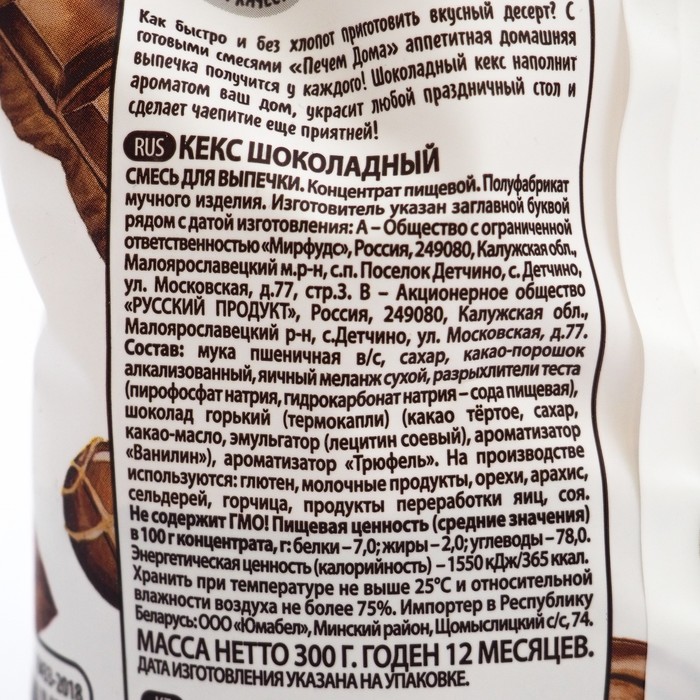 Как быстро и без хлопот приготовить вкусный десерт? С
готовыми смесями «Печем Дома» аппетитная домашняя
выпечка получится у каждого! Шоколадный кекс наполнит
ароматом ваш дом, украсит любой праздничный стол и
сделает чаепитие еще приятней!
RUS КЕКС ШОКОЛАДНЫЙ
СМЕСЬ ДЛЯ ВЫПЕЧКИ. Концентрат пищевой. Полуфабрикат
мучного изделия. Изготовитель указан заглавной буквой
рядом с датой изготовления: А – Общество с ограниченной
ответственностью «Мирфудс», Россия, 249080, Калужская обл.,
Малоярославецкий м.р-н, с.п. Поселок Детчино, с. Детчино,
ул. Московская, д.77, стр.3. В – Акционерное общество
«РУССКИЙ ПРОДУКТ», Россия, 249080, Калужская обл.,
Малоярославецкий р-н, с.Детчино, ул. Московская, д.77.
Состав: мука пшеничная в/с, сахар, какао-порошок
алкализованный, яичный меланж сухой, разрыхлители теста
(пирофосфат натрия, гидрокарбонат натрия – сода пищевая),
шоколад горький (термокапли) (какао тёртое, сахар,
какао-масло, эмульгатор (лецитин соевый), ароматизатор
«Ванилин»), ароматизатор «Трюфель». На производстве
используются: глютен, молочные продукты, орехи, арахис,
сельдерей, горчица, продукты переработки яиц, соя.
Не содержит ГМО! Пищевая ценность (средние значения)
в 100 г концентрата, г: белки – 7,0; жиры – 2,0; углеводы – 78,0.
Энергетическая ценность (калорийность) – 1550 кДж/365 ккал.
Хранить при температуре не выше 25°С и относительной
влажности воздуха не более 75%. Импортер в Республику
Беларусь: ООО «Юмабел», Минский район, Щомыслицкий с/с, 74.
МАССА НЕТТО 300 Г. ГОДЕН 12 МЕСЯЦЕВ.
ДАТА ИЗГОТОВЛЕНИЯ УКАЗАНА НА УПАКОВКЕ.